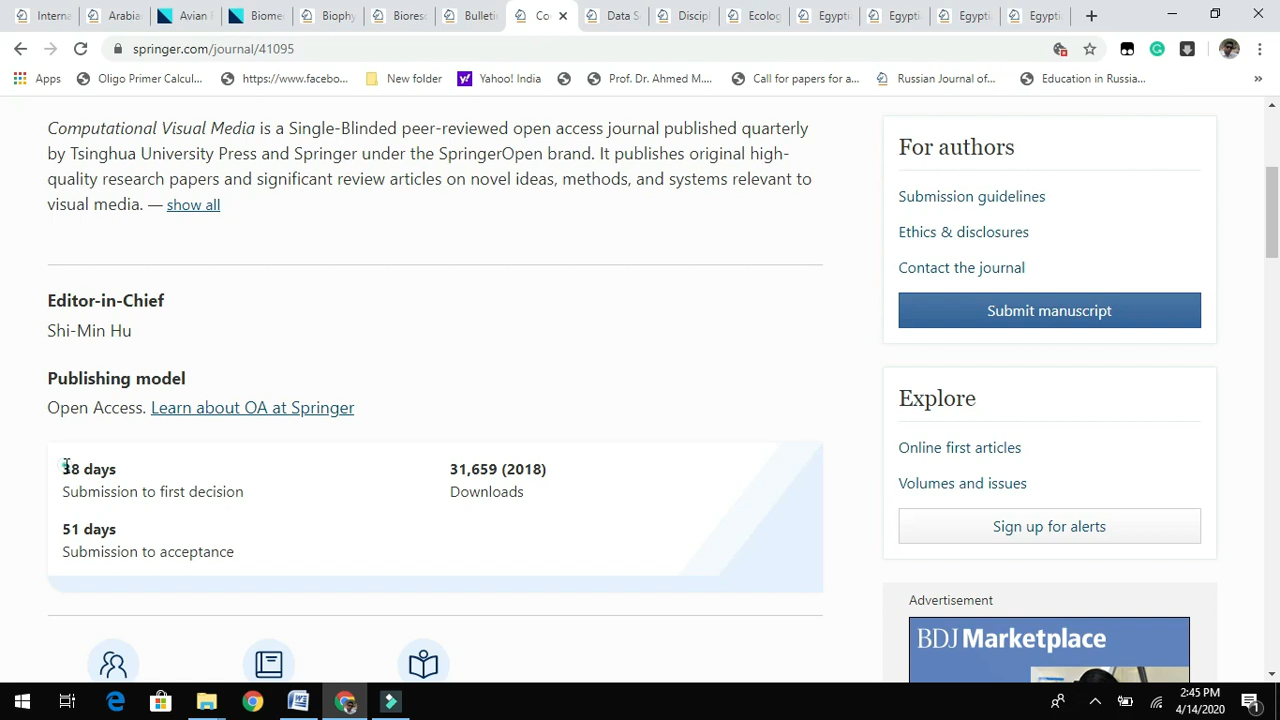 Interna
Arabia
Avian F
Biome
Bioph
Biores
Bulleti
Co
Data S
Discipl
Ecolog
Egypti
Egypti
Egypti
Egypti
springer.com/journal/41095
Apps
Oligo Primer Calcul...
https://www.facebo...
New folder
Yahoo! India
Prof. Dr. Ahmed M....
Call for papers for a...
Russian Journal of...
Education in Russia...
»
Computational Visual Media is a Single-Blinded peer-reviewed open access journal published quarterly
by Tsinghua University Press and Springer under the SpringerOpen brand. It publishes original high-
quality research papers and significant review articles on novel ideas, methods, and systems relevant to
visual media. — show all
Editor-in-Chief
Shi-Min Hu
Publishing model
Open Access. Learn about OA at Springer
38 days
Submission to first decision
31,659 (2018)
Downloads
51 days
Submission to acceptance
For authors
Submission guidelines
Ethics & disclosures
Contact the journal
Submit manuscript
Explore
Online first articles
Volumes and issues
Sign up for alerts
Advertisement
BDJ Marketplace
2:45 PM
4/14/2020